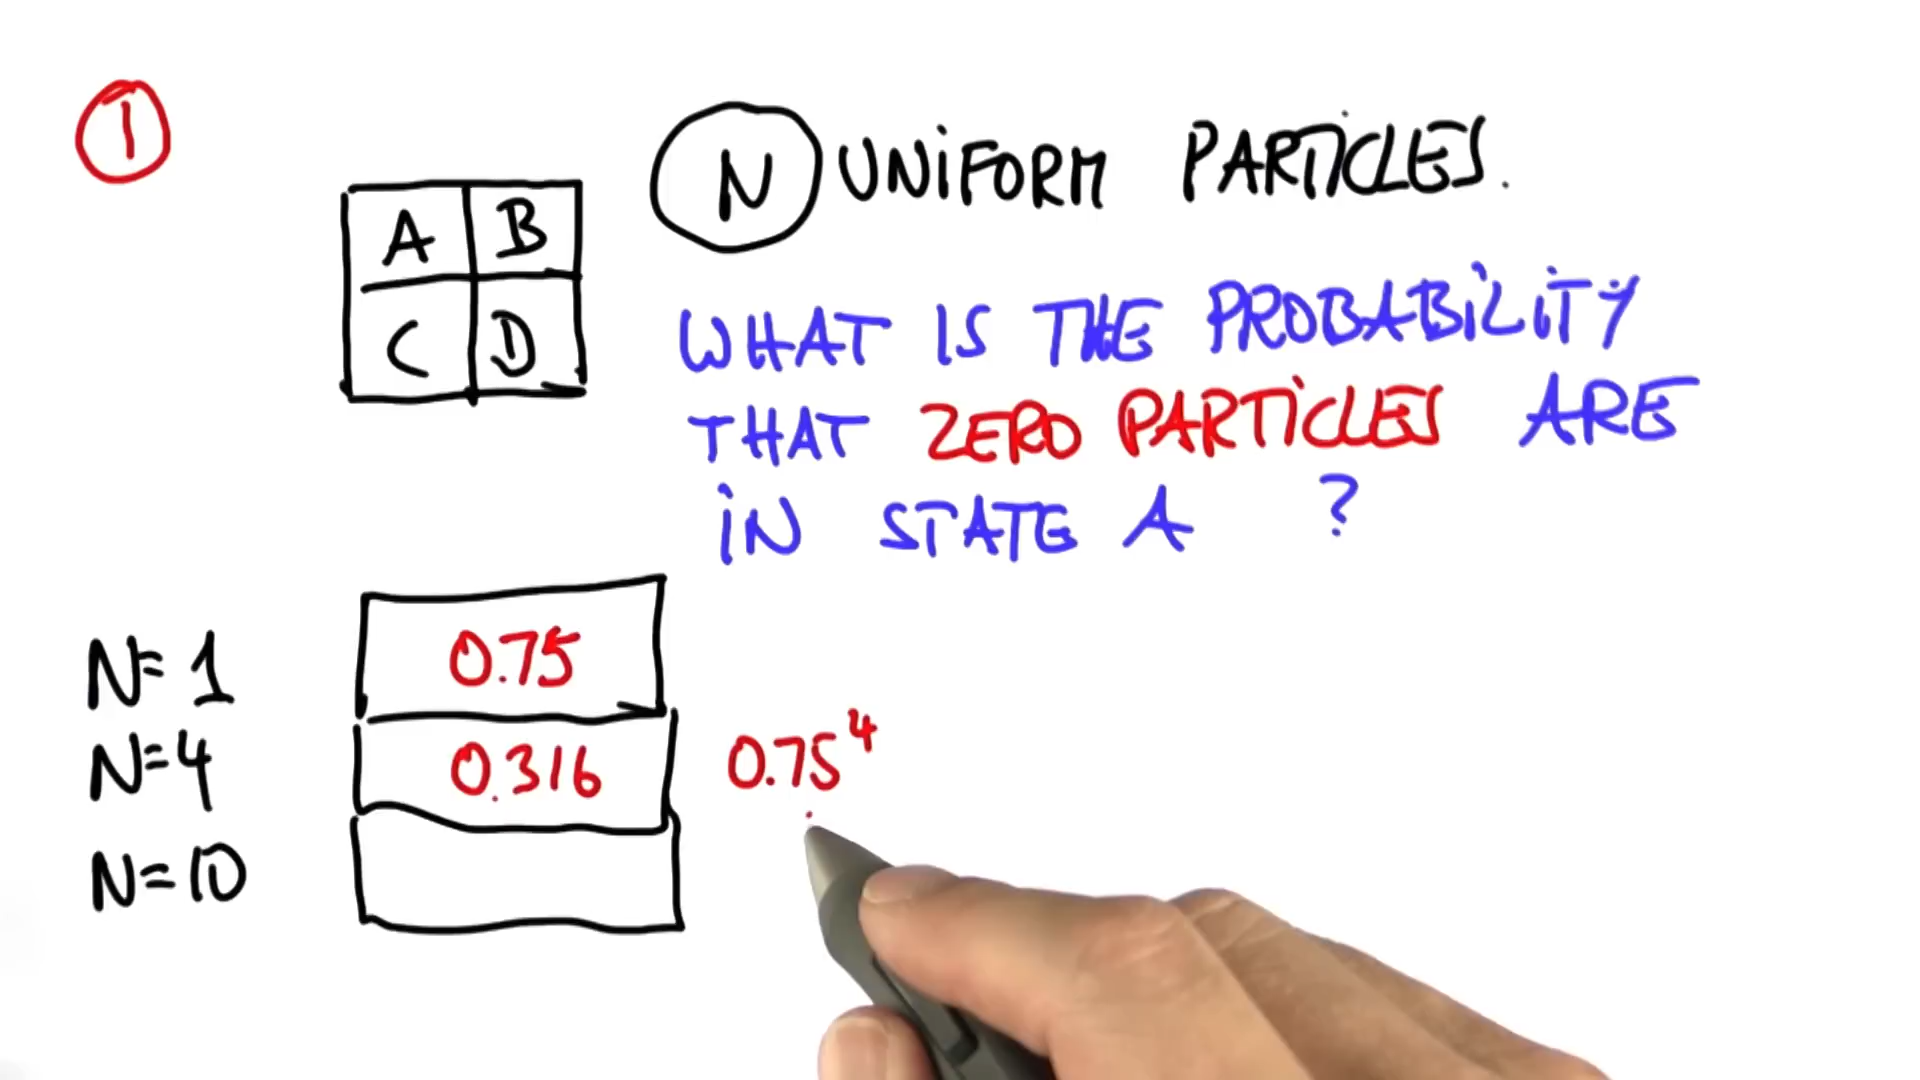 1
N UNIFORM PARTICLES.
A B
C D
WHAT IS THE PROBABILITY
THAT ZERO PARTICLES ARE
IN STATE A ?
N=1 0.75
N=4 0.316 0.75⁴
N=10